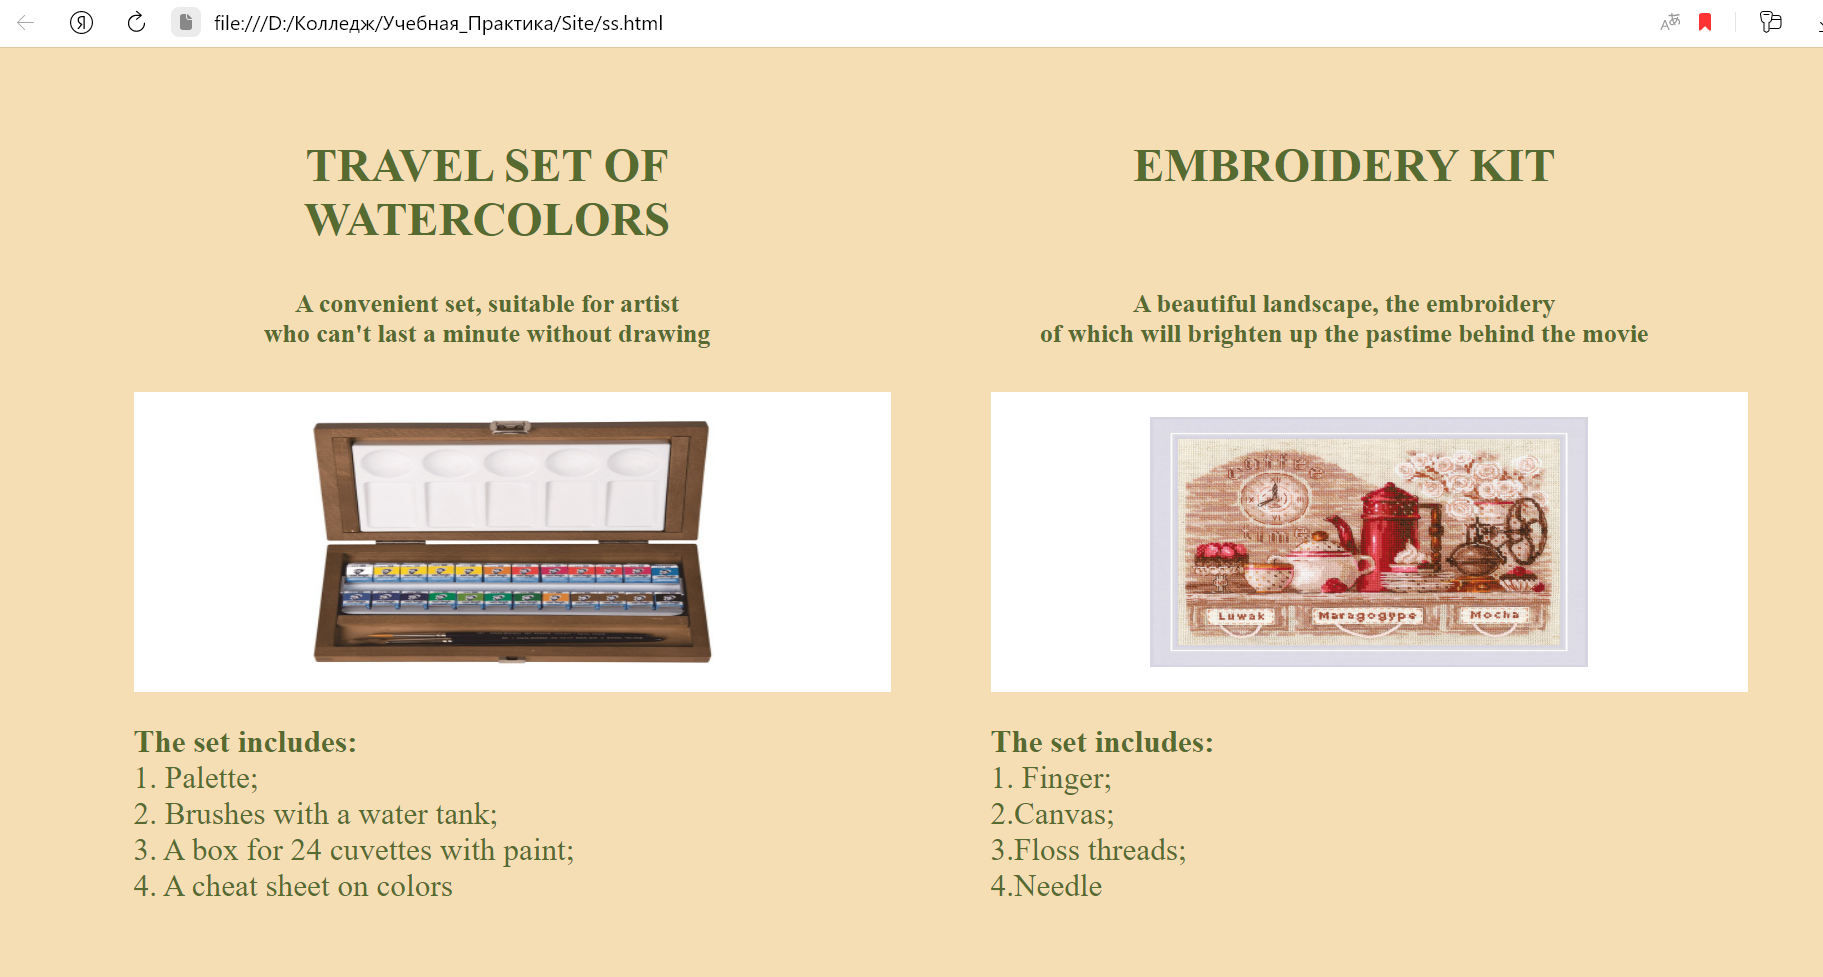 file:///D:/Колледж/Учебная_Практика/Site/ss.html
TRAVEL SET OF
WATERCOLORS
A convenient set, suitable for artist
who can't last a minute without drawing
The set includes:
1. Palette;
2. Brushes with a water tank;
3. A box for 24 cuvettes with paint;
4. A cheat sheet on colors
EMBROIDERY KIT
A beautiful landscape, the embroidery
of which will brighten up the pastime behind the movie
coffee
time
Luwak
Maragogype
Mocha
The set includes:
1. Finger;
2.Canvas;
3.Floss threads;
4.Needle